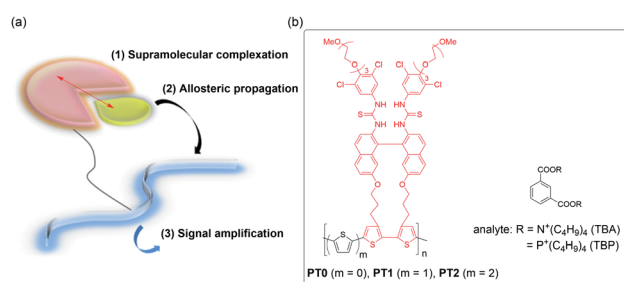 (a)
(1) Supramolecular complexation
(2) Allosteric propagation
(3) Signal amplification
(b)
MeO OMe
O O
Cl O 3 Cl Cl O 3 Cl
NH HN
S S
NH HN
O O
S m S S n
COOR
COOR
analyte: R = N⁺(C₄H₉)₄ (TBA)
= P⁺(C₄H₉)₄ (TBP)
PT0 (m = 0), PT1 (m = 1), PT2 (m = 2)